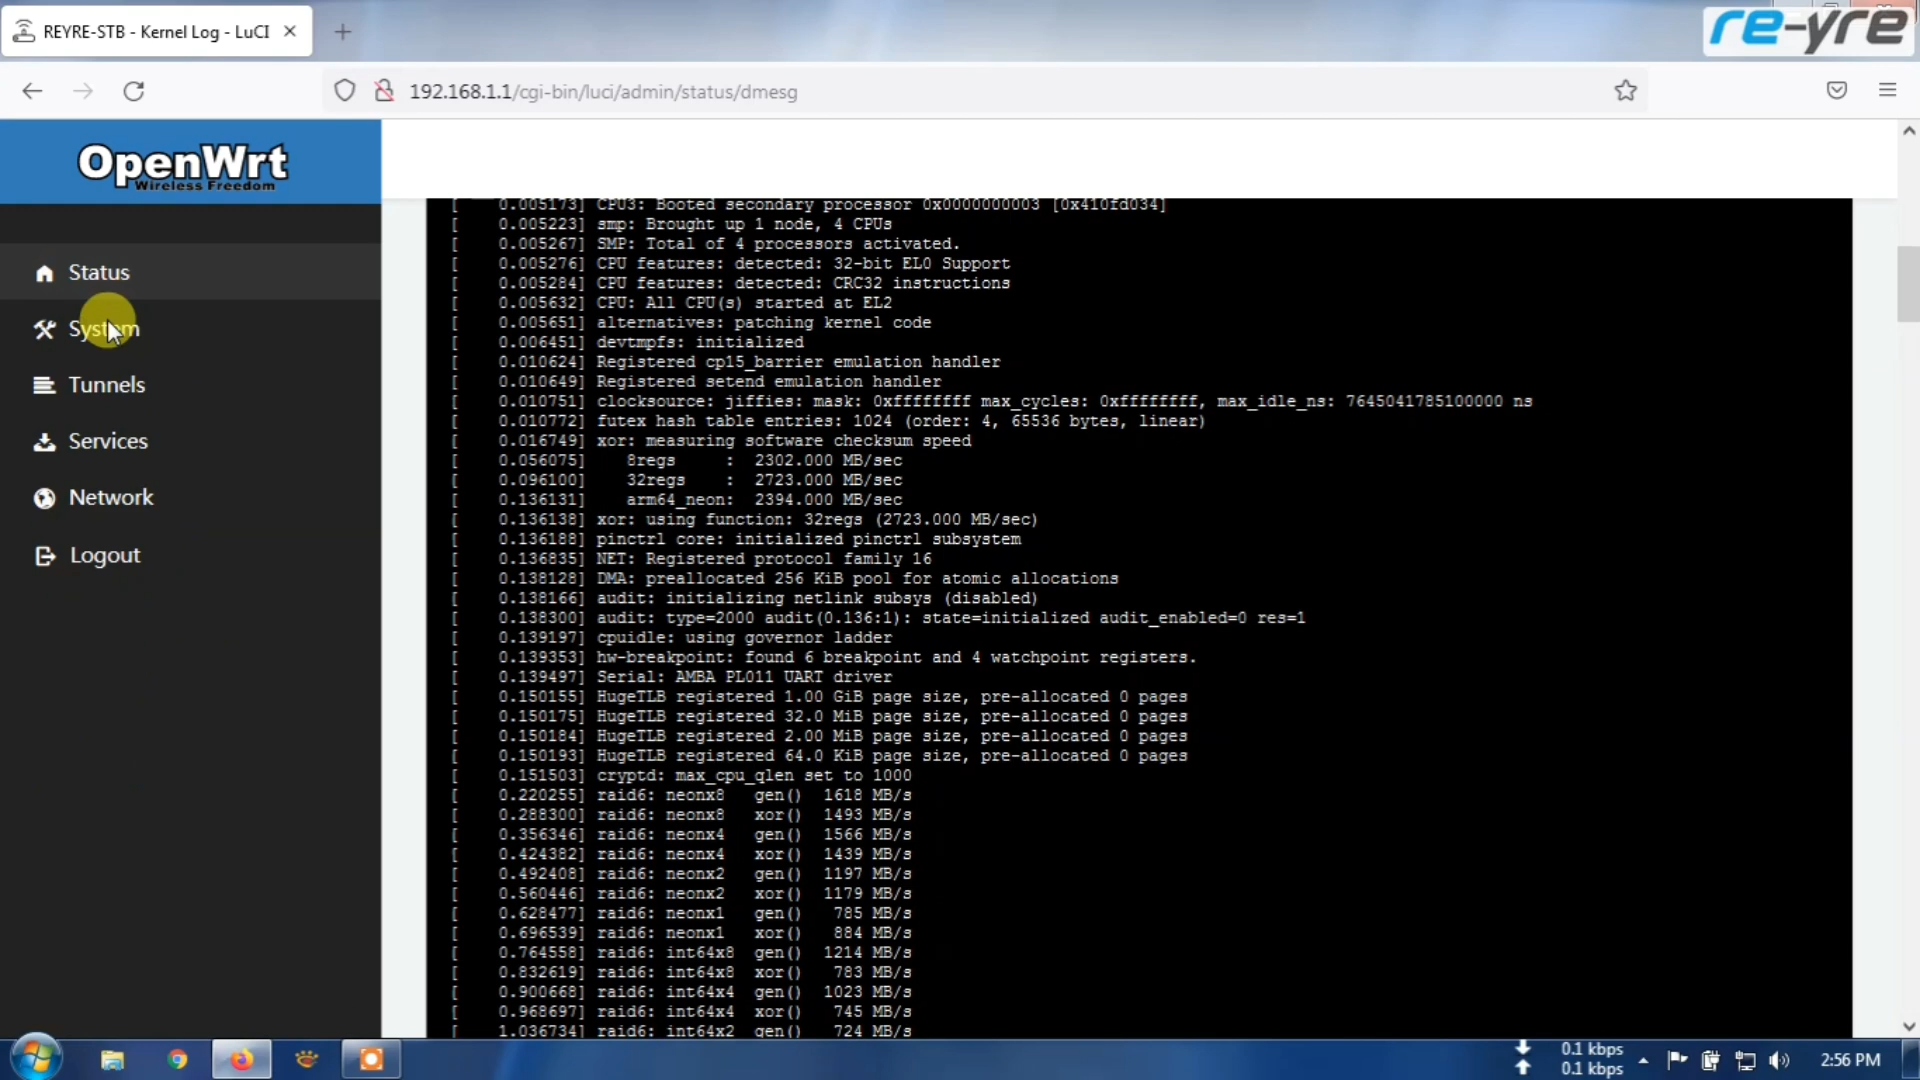 REYRE-STB - Kernel Log - LuCI
re-yre
192.168.1.1/cgi-bin/luci/admin/status/dmesg
OpenWrt
Wireless Freedom
Status
System
Tunnels
Services
Network
Logout
[    0.005173] CPU3: Booted secondary processor 0x0000000003 [0x410fd034]
[    0.005223] smp: Brought up 1 node, 4 CPUs
[    0.005267] SMP: Total of 4 processors activated.
[    0.005276] CPU features: detected: 32-bit EL0 Support
[    0.005284] CPU features: detected: CRC32 instructions
[    0.005632] CPU: All CPU(s) started at EL2
[    0.005651] alternatives: patching kernel code
[    0.006451] devtmpfs: initialized
[    0.010624] Registered cp15_barrier emulation handler
[    0.010649] Registered setend emulation handler
[    0.010751] clocksource: jiffies: mask: 0xffffffff max_cycles: 0xffffffff, max_idle_ns: 7645041785100000 ns
[    0.010772] futex hash table entries: 1024 (order: 4, 65536 bytes, linear)
[    0.016749] xor: measuring software checksum speed
[    0.056075]    8regs     :  2302.000 MB/sec
[    0.096100]    32regs    :  2723.000 MB/sec
[    0.136131]    arm64_neon:  2394.000 MB/sec
[    0.136138] xor: using function: 32regs (2723.000 MB/sec)
[    0.136188] pinctrl core: initialized pinctrl subsystem
[    0.136835] NET: Registered protocol family 16
[    0.138128] DMA: preallocated 256 KiB pool for atomic allocations
[    0.138166] audit: initializing netlink subsys (disabled)
[    0.138300] audit: type=2000 audit(0.136:1): state=initialized audit_enabled=0 res=1
[    0.139197] cpuidle: using governor ladder
[    0.139353] hw-breakpoint: found 6 breakpoint and 4 watchpoint registers.
[    0.139497] Serial: AMBA PL011 UART driver
[    0.150155] HugeTLB registered 1.00 GiB page size, pre-allocated 0 pages
[    0.150175] HugeTLB registered 32.0 MiB page size, pre-allocated 0 pages
[    0.150184] HugeTLB registered 2.00 MiB page size, pre-allocated 0 pages
[    0.150193] HugeTLB registered 64.0 KiB page size, pre-allocated 0 pages
[    0.151503] cryptd: max_cpu_qlen set to 1000
[    0.220255] raid6: neonx8   gen()  1618 MB/s
[    0.288300] raid6: neonx8   xor()  1493 MB/s
[    0.356346] raid6: neonx4   gen()  1566 MB/s
[    0.424382] raid6: neonx4   xor()  1439 MB/s
[    0.492408] raid6: neonx2   gen()  1197 MB/s
[    0.560446] raid6: neonx2   xor()  1179 MB/s
[    0.628477] raid6: neonx1   gen()   785 MB/s
[    0.696539] raid6: neonx1   xor()   884 MB/s
[    0.764558] raid6: int64x8  gen()  1214 MB/s
[    0.832619] raid6: int64x8  xor()   783 MB/s
[    0.900668] raid6: int64x4  gen()  1023 MB/s
[    0.968697] raid6: int64x4  xor()   745 MB/s
[    1.036734] raid6: int64x2  gen()   724 MB/s
0.1 kbps
0.1 kbps
2:56 PM